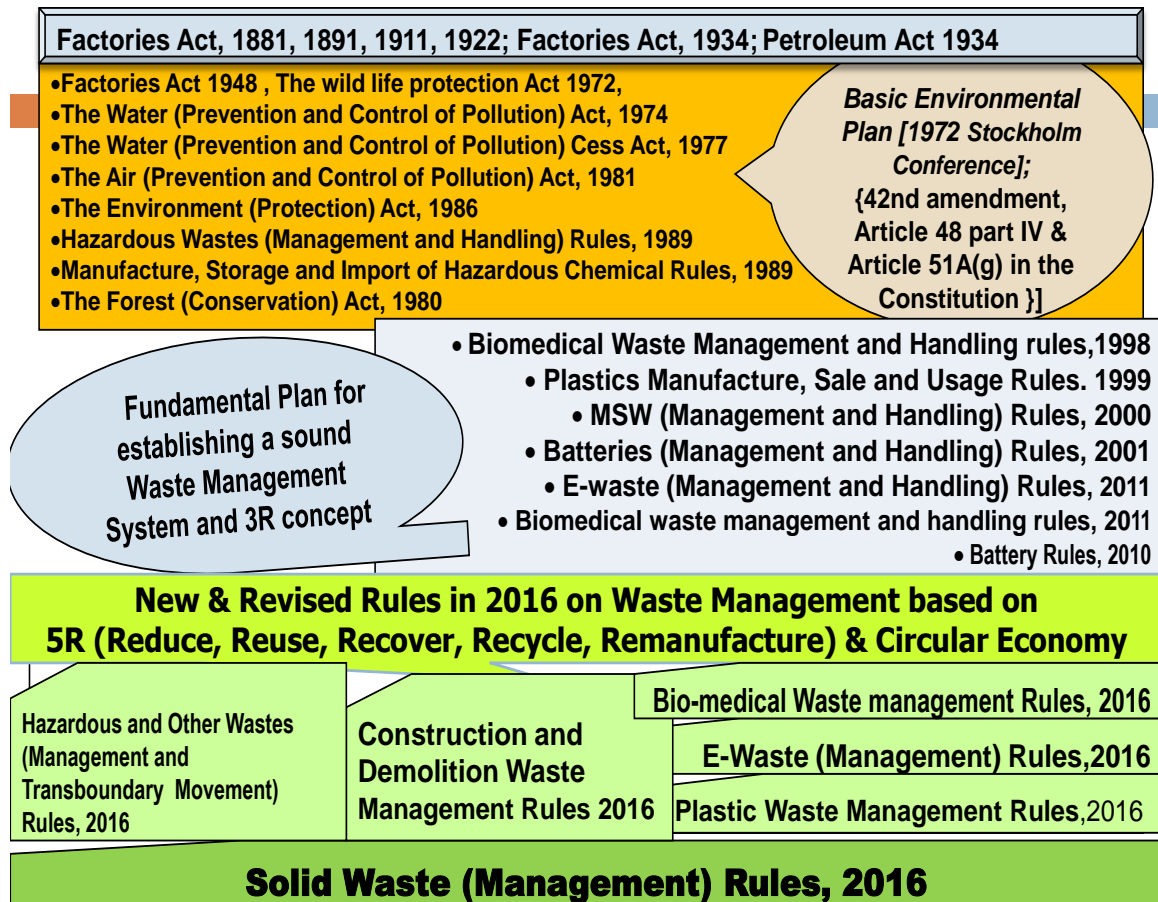 Factories Act, 1881, 1891, 1911, 1922; Factories Act, 1934; Petroleum Act 1934
•Factories Act 1948 , The wild life protection Act 1972,
•The Water (Prevention and Control of Pollution) Act, 1974
•The Water (Prevention and Control of Pollution) Cess Act, 1977
•The Air (Prevention and Control of Pollution) Act, 1981
•The Environment (Protection) Act, 1986
•Hazardous Wastes (Management and Handling) Rules, 1989
•Manufacture, Storage and Import of Hazardous Chemical Rules, 1989
•The Forest (Conservation) Act, 1980
Basic Environmental
Plan [1972 Stockholm
Conference];
{42nd amendment,
Article 48 part IV &
Article 51A(g) in the
Constitution }]
Fundamental Plan for
establishing a sound
Waste Management
System and 3R concept
• Biomedical Waste Management and Handling rules,1998
• Plastics Manufacture, Sale and Usage Rules. 1999
• MSW (Management and Handling) Rules, 2000
• Batteries (Management and Handling) Rules, 2001
• E-waste (Management and Handling) Rules, 2011
• Biomedical waste management and handling rules, 2011
• Battery Rules, 2010
New & Revised Rules in 2016 on Waste Management based on
5R (Reduce, Reuse, Recover, Recycle, Remanufacture) & Circular Economy
Hazardous and Other Wastes
(Management and
Transboundary Movement)
Rules, 2016
Construction and
Demolition Waste
Management Rules 2016
Bio-medical Waste management Rules, 2016
E-Waste (Management) Rules,2016
Plastic Waste Management Rules,2016
Solid Waste (Management) Rules, 2016